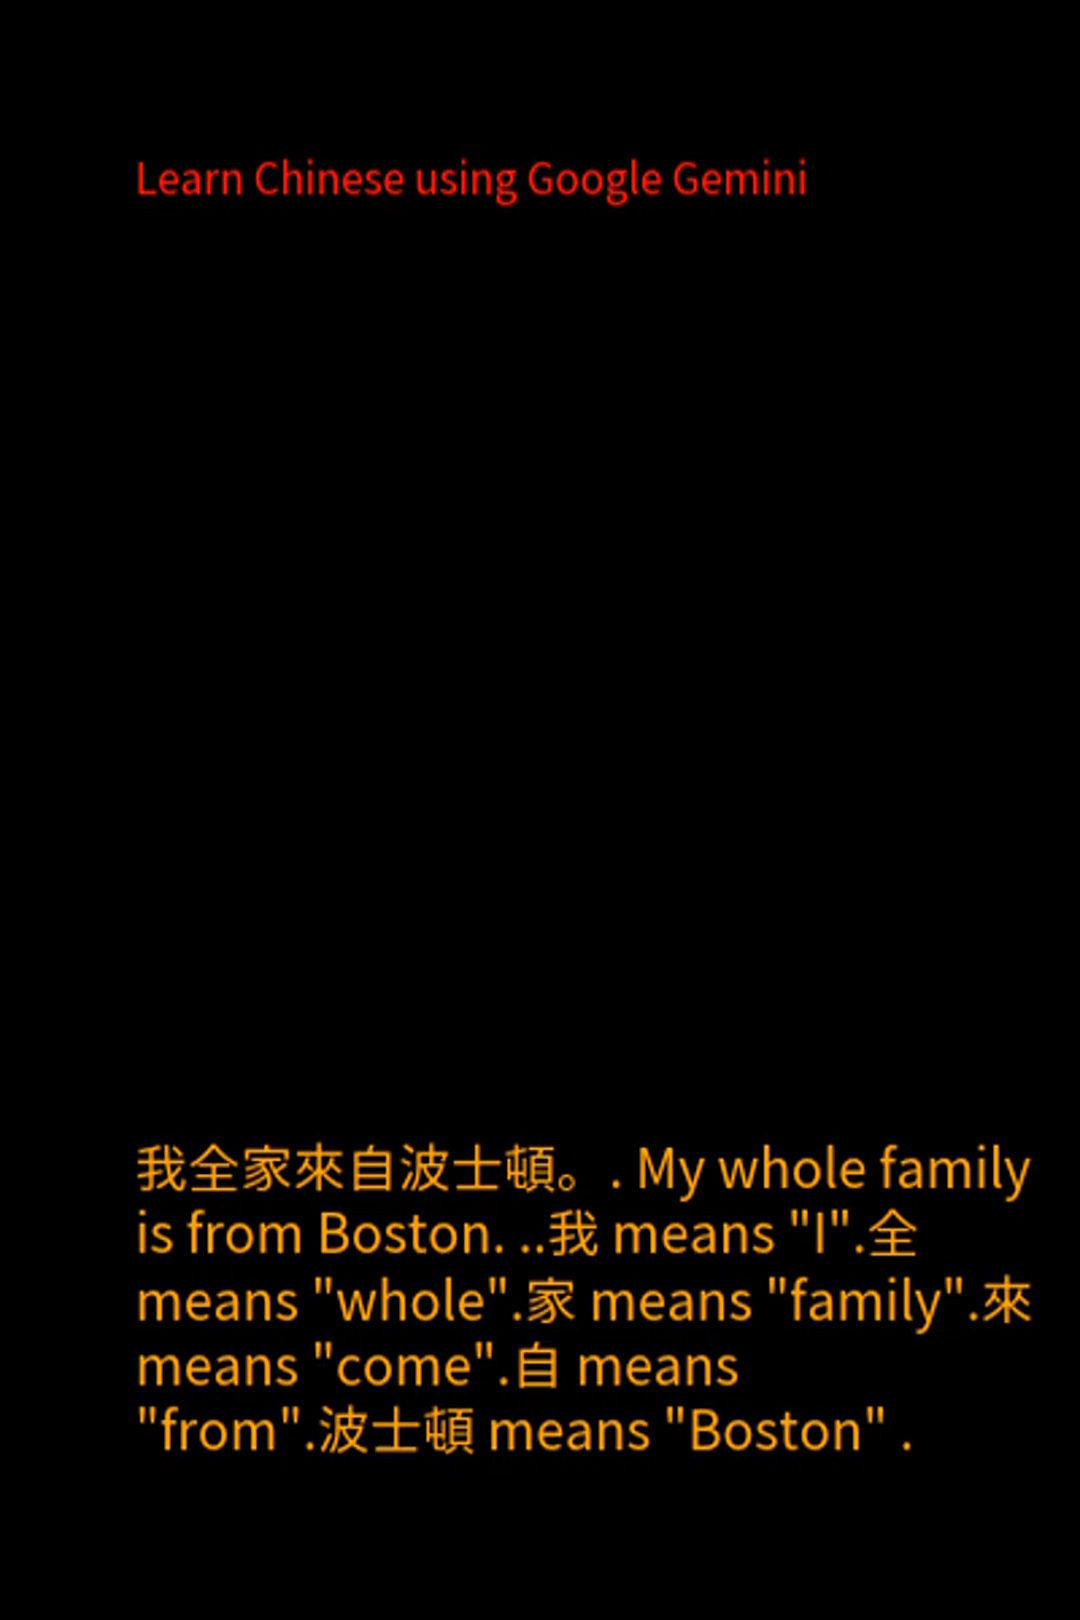 Learn Chinese using Google Gemini
我全家來自波士頓。. My whole family
is from Boston. ..我 means "I".全
means "whole".家 means "family".來
means "come".自 means
"from".波士頓 means "Boston" .